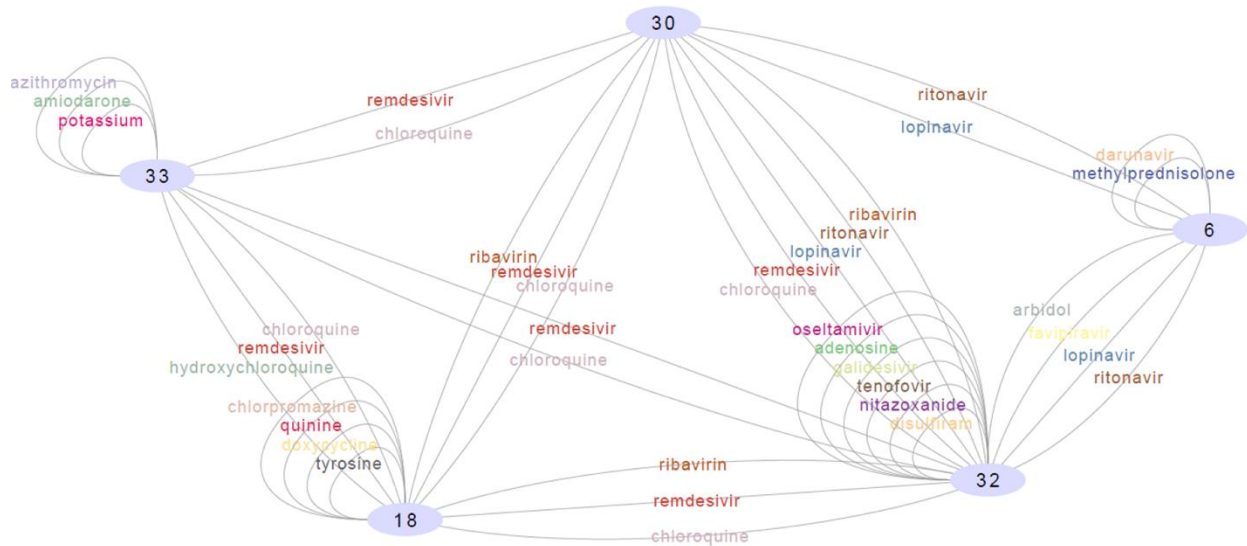 30
azithromycin
amiodarone
potassium
remdesivir
chloroquine
ritonavir
lopinavir
33
darunavir
methylprednisolone
6
ribavirin
ritonavir
lopinavir
remdesivir
chloroquine
ribavirin
remdesivir
chloroquine
arbidol
favipiravir
lopinavir
ritonavir
chloroquine
remdesivir
hydroxychloroquine
remdesivir
chloroquine
oseltamivir
adenosine
galidesivir
tenofovir
nitazoxanide
disulfiram
chlorpromazine
quinine
doxycycline
tyrosine
ribavirin
remdesivir
chloroquine
32
18